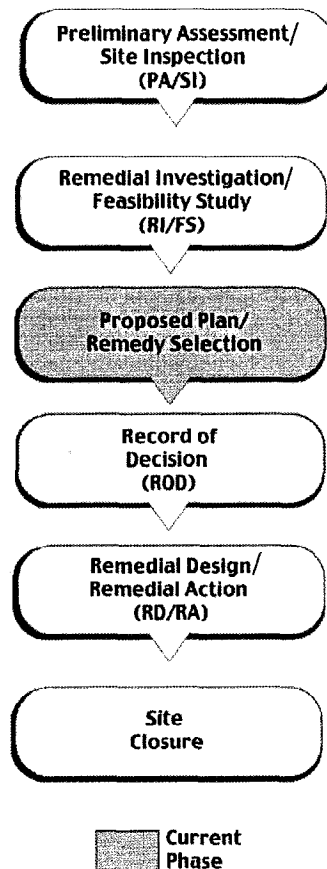 Preliminary Assessment/
Site Inspection
(PA/SI)
Remedial Investigation/
Feasibility Study
(RI/FS)
Proposed Plan/
Remedy Selection
Record of
Decision
(ROD)
Remedial Design/
Remedial Action
(RD/RA)
Site
Closure
Current
Phase